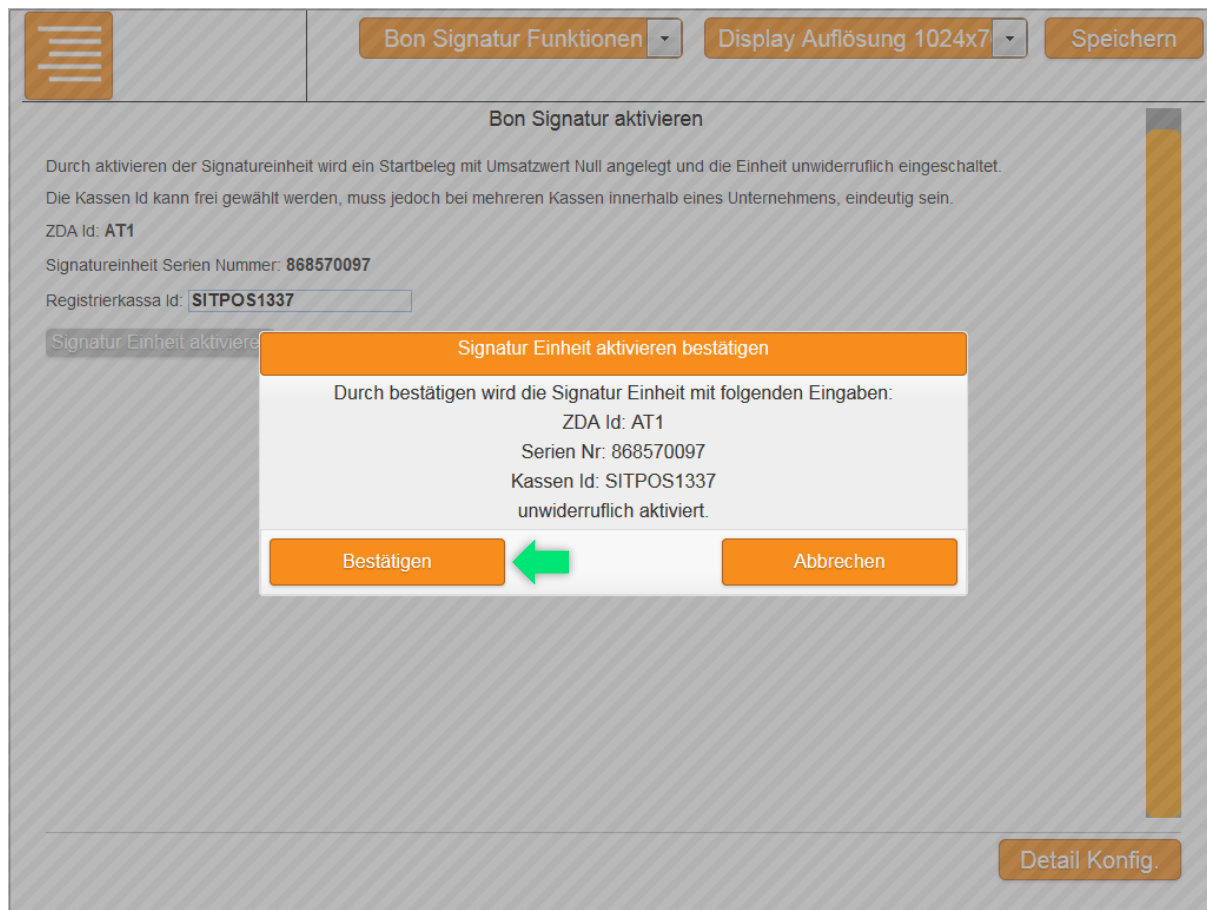 Bon Signatur Funktionen
Display Auflösung 1024x7
Speichern
Bon Signatur aktivieren
Durch aktivieren der Signatureinheit wird ein Startbeleg mit Umsatzwert Null angelegt und die Einheit unwiderruflich eingeschaltet.
Die Kassen Id kann frei gewählt werden, muss jedoch bei mehreren Kassen innerhalb eines Unternehmens, eindeutig sein.
ZDA Id: AT1
Signatureinheit Serien Nummer: 868570097
Registrierkassa Id: SITPOS1337
Signatur Einheit aktiviere
Signatur Einheit aktivieren bestätigen
Durch bestätigen wird die Signatur Einheit mit folgenden Eingaben:
ZDA Id: AT1
Serien Nr: 868570097
Kassen Id: SITPOS1337
unwiderruflich aktiviert.
Bestätigen
Abbrechen
Detail Konfig.